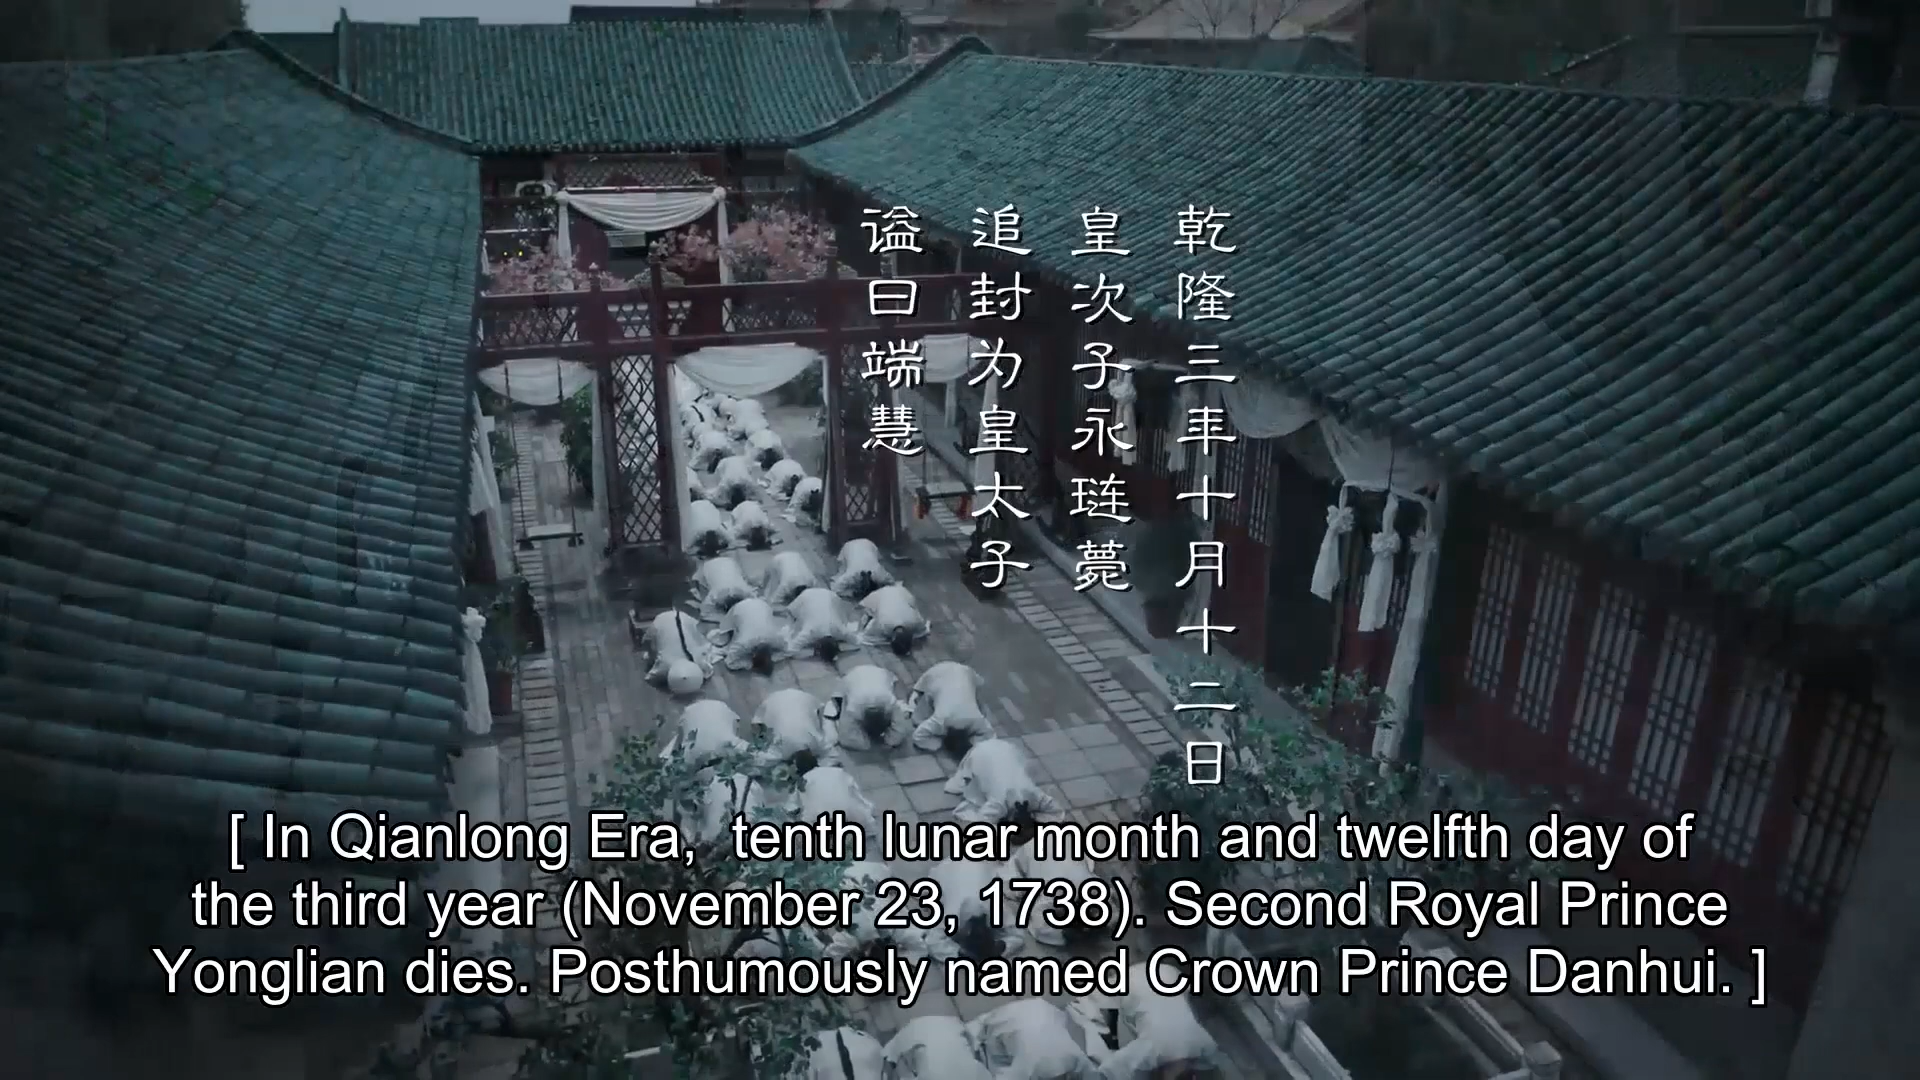 乾隆三年十月十二日
皇次子永琏薨
追封为皇太子
谥曰端慧
[ In Qianlong Era,  tenth lunar month and twelfth day of
the third year (November 23, 1738). Second Royal Prince
Yonglian dies. Posthumously named Crown Prince Danhui. ]